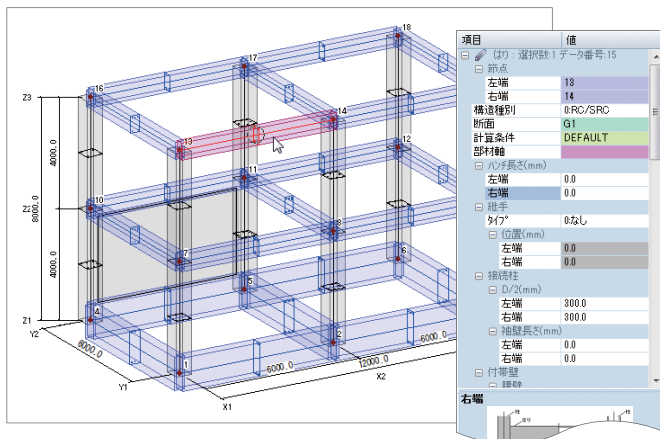 18
17
16
14
13
12
11
10
8
7
6
5
4
2
1
Z3
4000.0
8000.0
Z2
4000.0
Z1
Y2
6000.0
Y1
X1
6000.0
12000.0
X2
6000.0
項目 値
(はり) : 選択数:1 データ番号:15
節点
左端 13
右端 14
構造種別 0:RC/SRC
断面 G1
計算条件 DEFAULT
部材軸
ハンチ長さ(mm)
左端 0.0
右端 0.0
継手
タイプ 0:なし
位置(mm)
左端 0.0
右端 0.0
接続柱
D/2(mm)
左端 300.0
右端 300.0
袖壁長さ(mm)
左端 0.0
右端 0.0
付帯壁
腰壁
右端
柱
柱